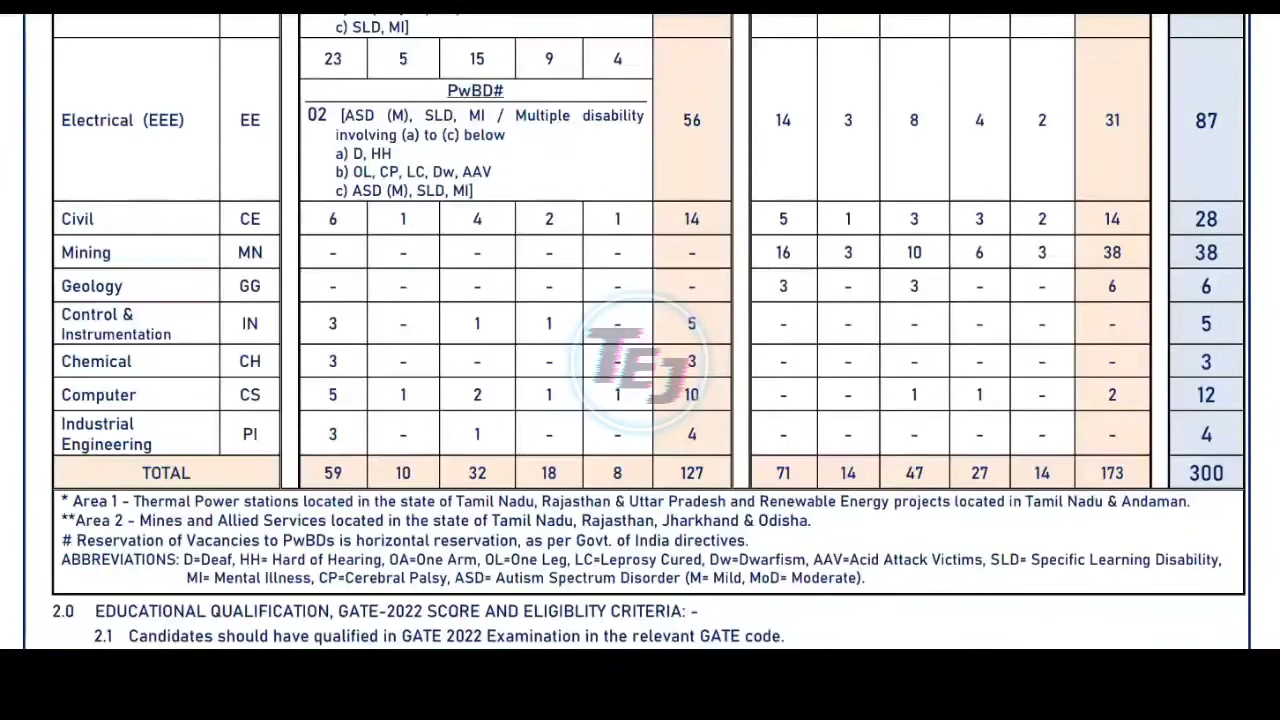 c) SLD, MI]
23 5 15 9 4
PwBD#
Electrical (EEE) EE 02 [ASD (M), SLD, MI / Multiple disability involving (a) to (c) below 56 14 3 8 4 2 31 87
a) D, HH
b) OL, CP, LC, Dw, AAV
c) ASD (M), SLD, MI]
Civil CE 6 1 4 2 1 14 5 1 3 3 2 14 28
Mining MN - - - - - - 16 3 10 6 3 38 38
Geology GG - - - - - - 3 - 3 6 6
Control & Instrumentation IN 3 - 1 1 - 5 - - - - - - 5
Chemical CH 3 - - - - 3 - - - - - - 3
Computer CS 5 1 2 1 1 10 - - 1 1 - 2 12
Industrial Engineering PI 3 - 1 - - 4 - - - - - - 4
TOTAL 59 10 32 18 8 127 71 14 47 27 14 173 300
TEJ
* Area 1 - Thermal Power stations located in the state of Tamil Nadu, Rajasthan & Uttar Pradesh and Renewable Energy projects located in Tamil Nadu & Andaman.
**Area 2 - Mines and Allied Services located in the state of Tamil Nadu, Rajasthan, Jharkhand & Odisha.
# Reservation of Vacancies to PwBDs is horizontal reservation, as per Govt. of India directives.
ABBREVIATIONS: D=Deaf, HH= Hard of Hearing, OA=One Arm, OL=One Leg, LC=Leprosy Cured, Dw=Dwarfism, AAV=Acid Attack Victims, SLD= Specific Learning Disability,
MI= Mental Illness, CP=Cerebral Palsy, ASD= Autism Spectrum Disorder (M= Mild, MoD= Moderate).
2.0 EDUCATIONAL QUALIFICATION, GATE-2022 SCORE AND ELIGIBLITY CRITERIA: -
2.1 Candidates should have qualified in GATE 2022 Examination in the relevant GATE code.